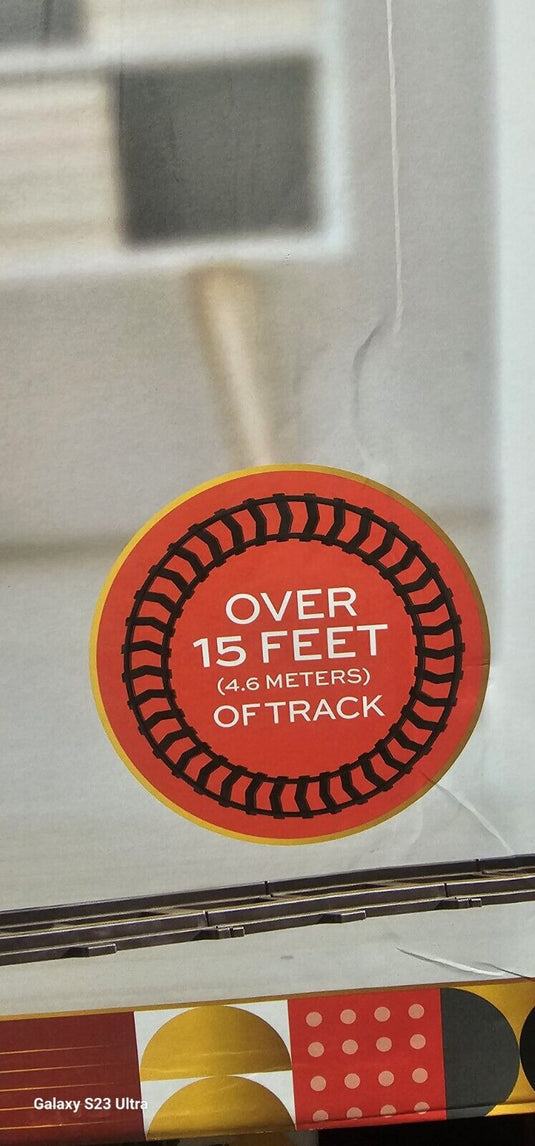 OVER
15 FEET
(4.6 METERS)
OF TRACK
Galaxy S23 Ultra